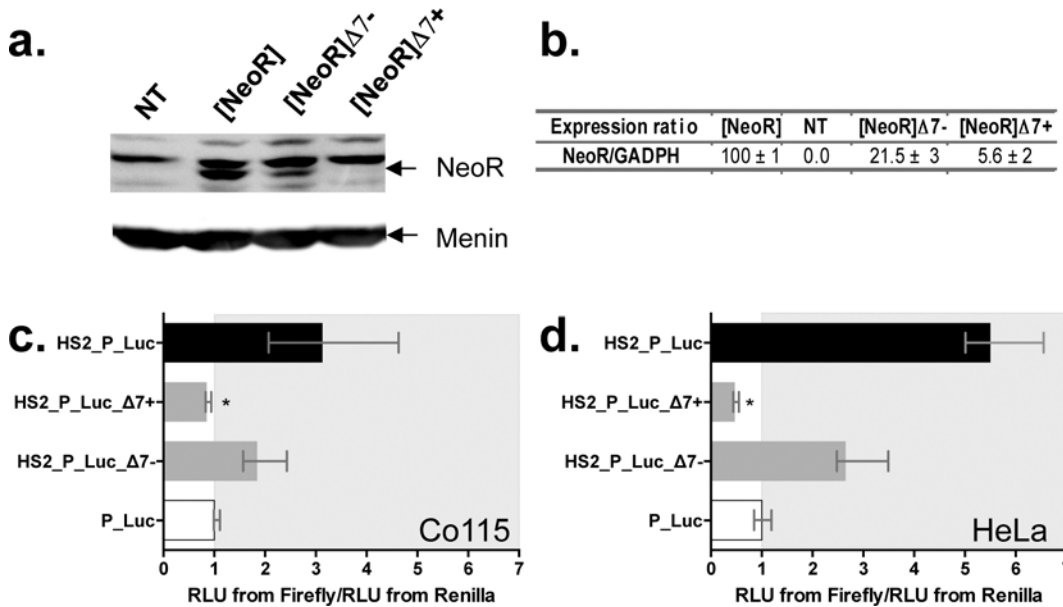 a.
NT
[NeoR]
[NeoR]Δ7-
[NeoR]Δ7+
NeoR
Menin
b.
Expression ratio [NeoR] NT [NeoR]Δ7- [NeoR]Δ7+
NeoR/GADPH 100 ± 1 0.0 21.5 ± 3 5.6 ± 2
c.
HS2_P_Luc
HS2_P_Luc_Δ7+
*
HS2_P_Luc_Δ7-
P_Luc
Co115
0 1 2 3 4 5 6 7
RLU from Firefly/RLU from Renilla
d.
HS2_P_Luc
HS2_P_Luc_Δ7+
*
HS2_P_Luc_Δ7-
P_Luc
HeLa
0 1 2 3 4 5 6 7
RLU from Firefly/RLU from Renilla